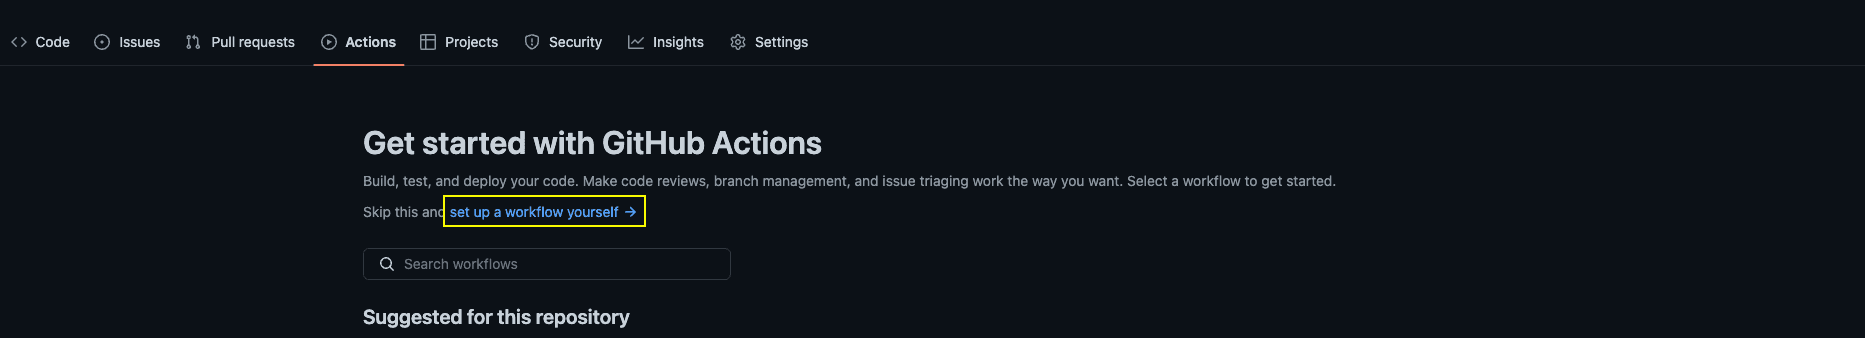 Code Issues Pull requests Actions Projects Security Insights Settings
Get started with GitHub Actions
Build, test, and deploy your code. Make code reviews, branch management, and issue triaging work the way you want. Select a workflow to get started.
Skip this and set up a workflow yourself →
Search workflows
Suggested for this repository